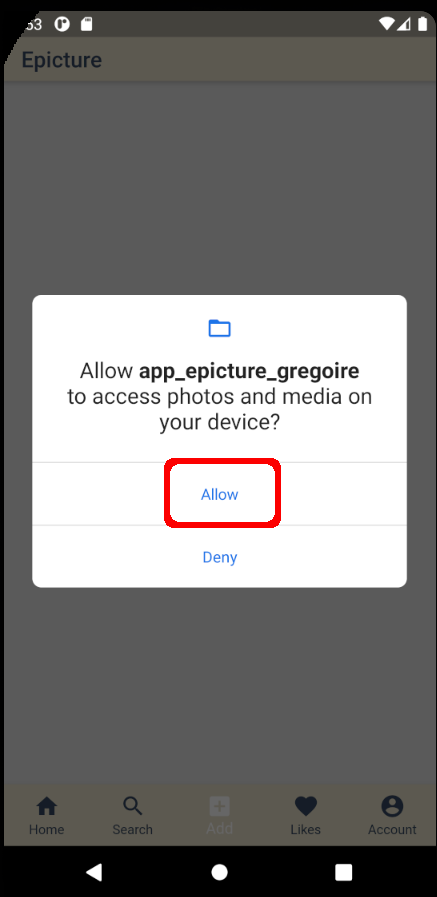 53
Epicture
Allow app_epicture_gregoire
to access photos and media on
your device?
Allow
Deny
Home Search Add Likes Account